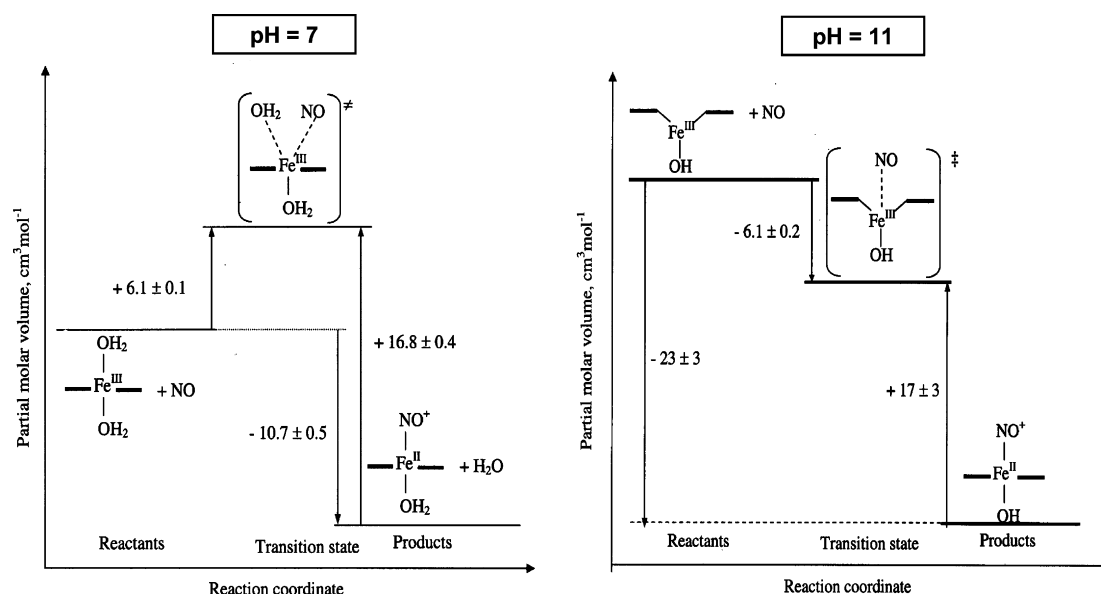 pH = 7
OH₂ NO ≠
Fe^III
OH₂
+ 6.1 ± 0.1
+ 16.8 ± 0.4
OH₂
Fe^III + NO
OH₂
- 10.7 ± 0.5
NO⁺
Fe^II + H₂O
OH₂
Reactants Transition state Products
Reaction coordinate
Partial molar volume, cm³mol⁻¹
pH = 11
Fe^III + NO
OH
NO ‡
Fe^III
OH
- 6.1 ± 0.2
- 23 ± 3
+ 17 ± 3
NO⁺
Fe^II
OH
Reactants Transition state Products
Reaction coordinate
Partial molar volume, cm³mol⁻¹